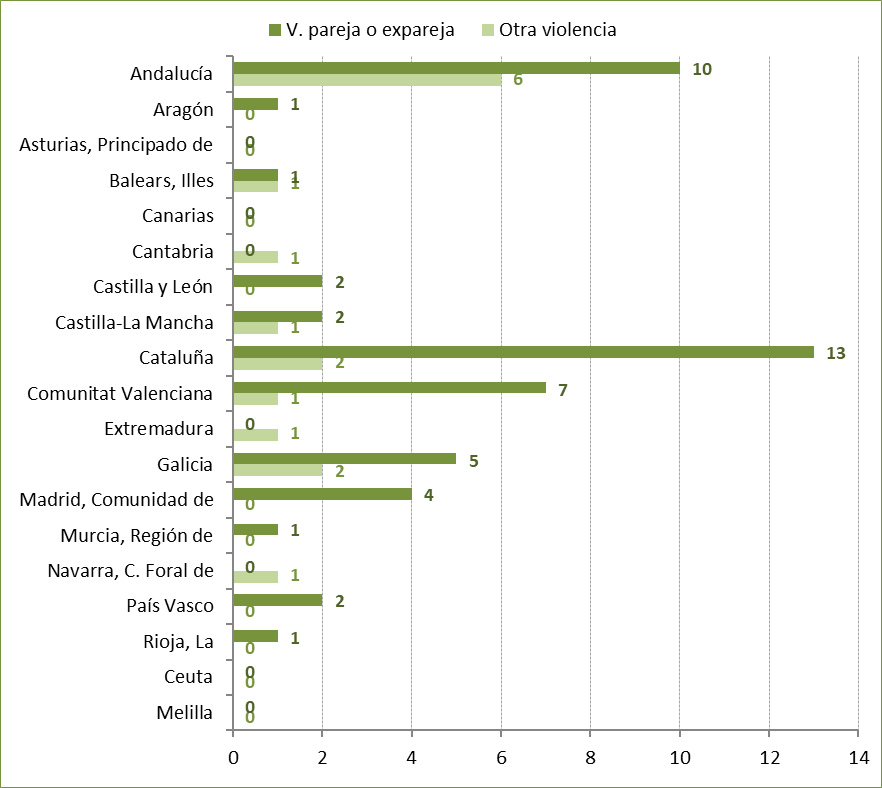 V. pareja o expareja Otra violencia
Andalucía 10
6
Aragón 1
0
Asturias, Principado de 0
0
Balears, Illes 1
1
Canarias 0
0
Cantabria 0
1
Castilla y León 2
0
Castilla-La Mancha 2
1
Cataluña 13
2
Comunitat Valenciana 7
1
Extremadura 0
1
Galicia 5
2
Madrid, Comunidad de 4
0
Murcia, Región de 1
0
Navarra, C. Foral de 0
1
País Vasco 2
0
Rioja, La 1
0
Ceuta 0
0
Melilla 0
0
0 2 4 6 8 10 12 14